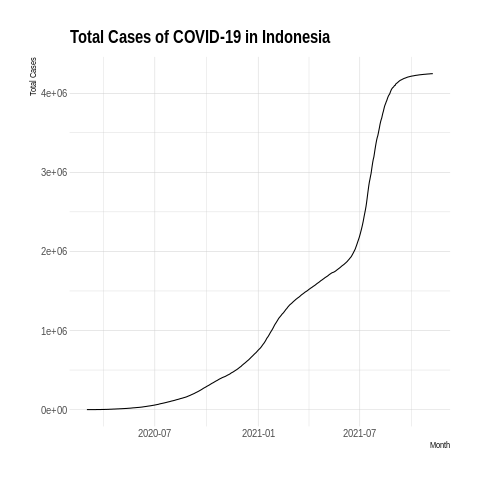 Total Cases of COVID-19 in Indonesia
Total Cases
4e+06
3e+06
2e+06
1e+06
0e+00
2020-07 2021-01 2021-07
Month